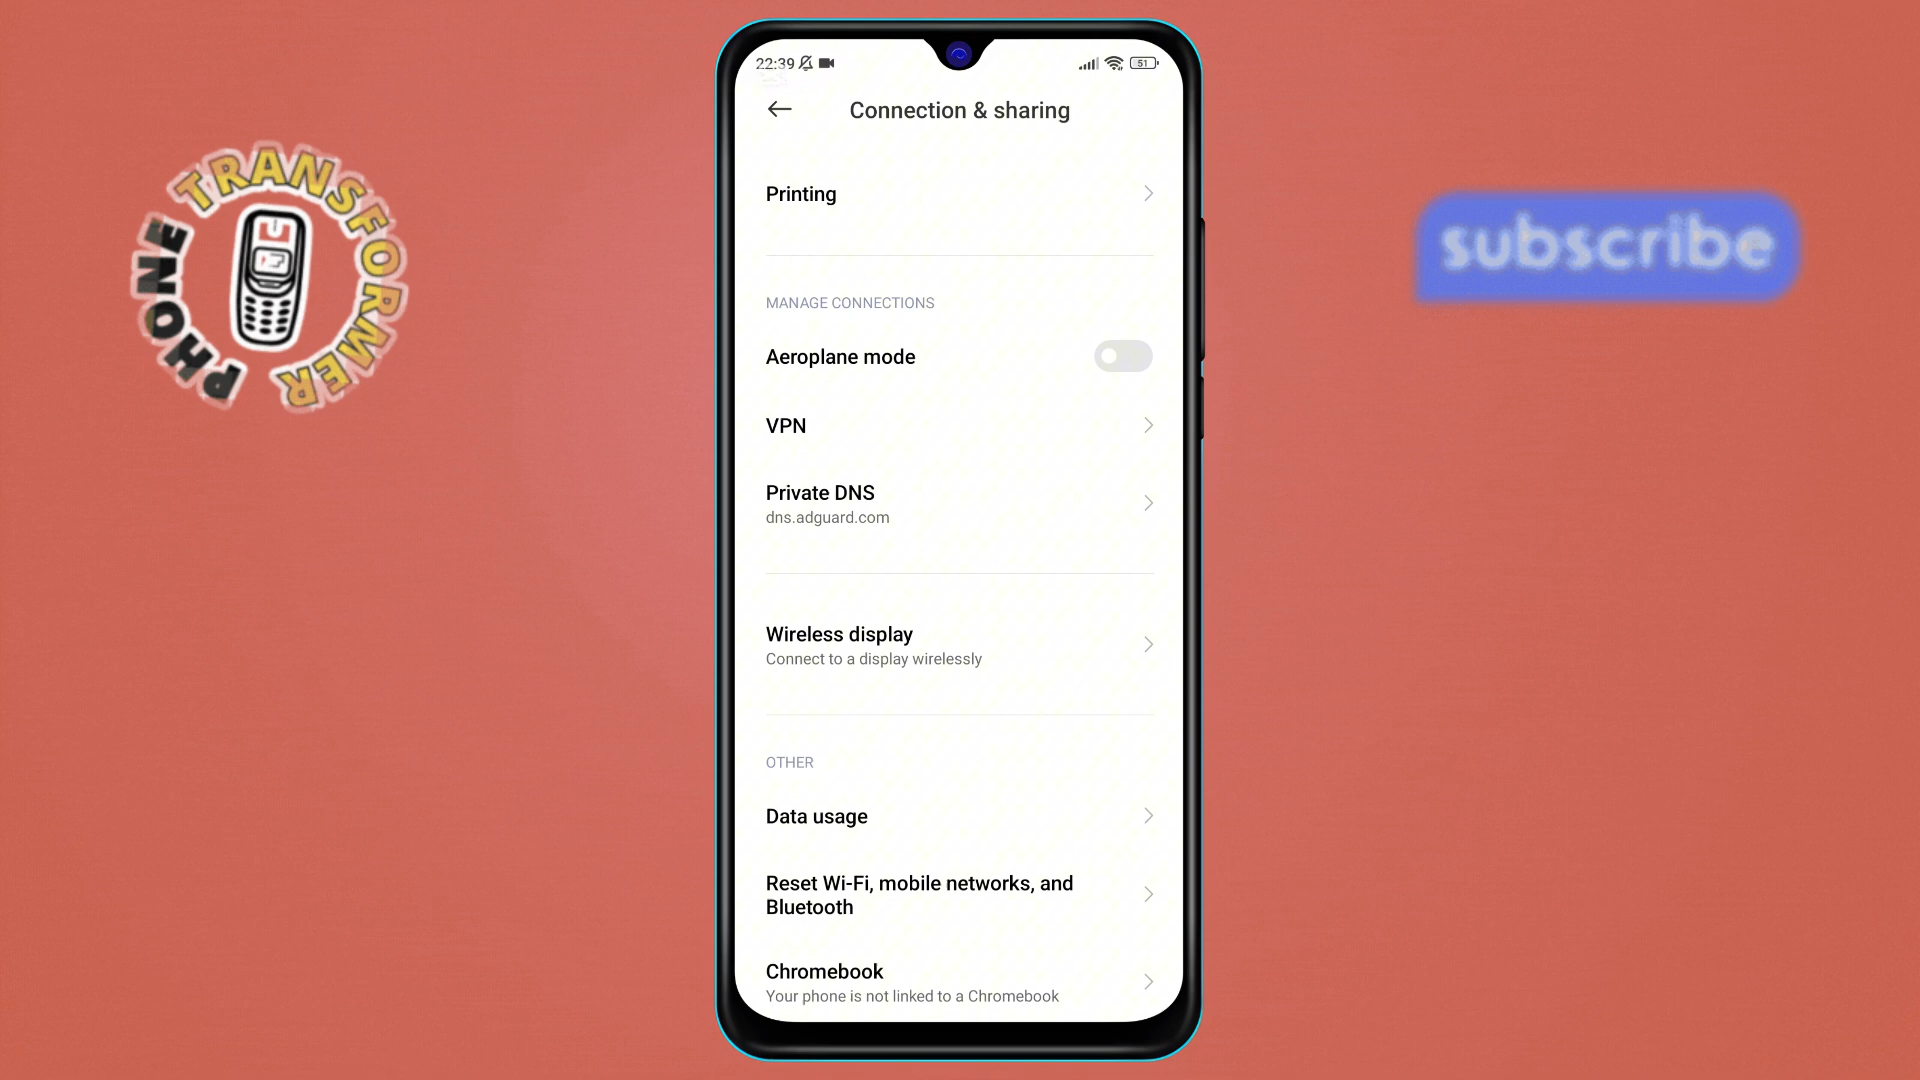 PHONE TRANSFORMER
subscribe
22:39
51
Connection & sharing
Printing
MANAGE CONNECTIONS
Aeroplane mode
VPN
Private DNS
dns.adguard.com
Wireless display
Connect to a display wirelessly
OTHER
Data usage
Reset Wi-Fi, mobile networks, and
Bluetooth
Chromebook
Your phone is not linked to a Chromebook